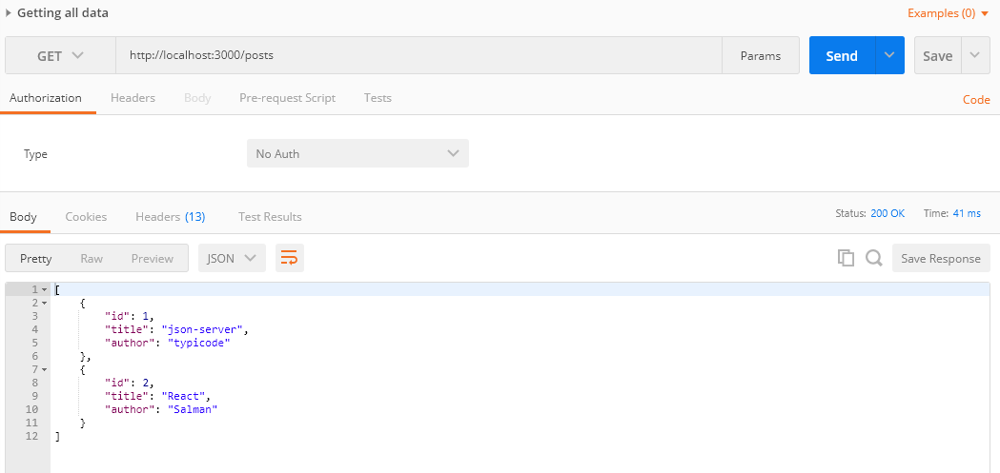 Getting all data Examples (0)
GET http://localhost:3000/posts Params Send Save
Authorization Headers Body Pre-request Script Tests Code
Type No Auth
Body Cookies Headers (13) Test Results Status: 200 OK Time: 41 ms
Pretty Raw Preview JSON Save Response
1 [
2 {
3 "id": 1,
4 "title": "json-server",
5 "author": "typicode"
6 },
7 {
8 "id": 2,
9 "title": "React",
10 "author": "Salman"
11 }
12 ]